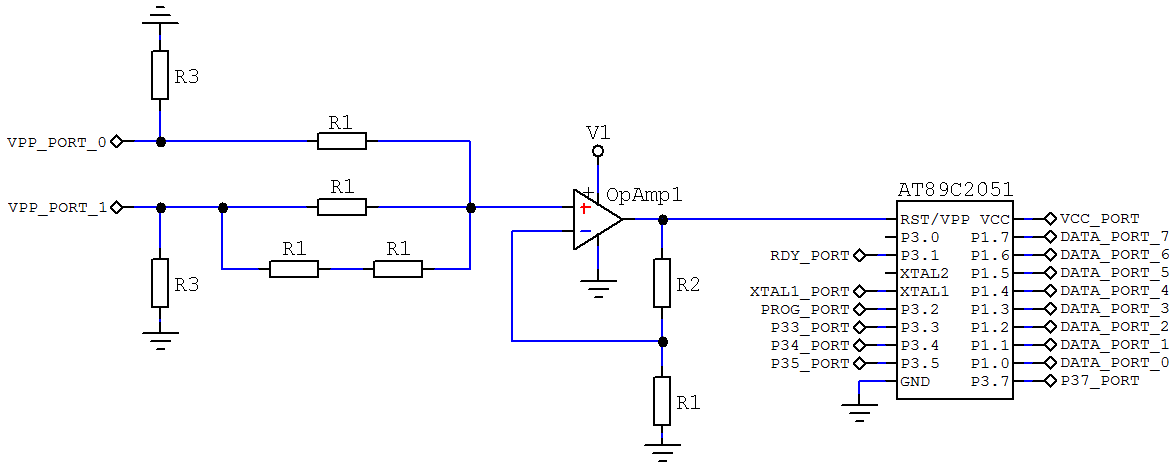 R3
VPP_PORT_0
R1
VPP_PORT_1
R1
R1
R1
R3
V1
+
OpAmp1
+
-
R2
R1
AT89C2051
RST/VPP VCC
P3.0 P1.7
P3.1 P1.6
XTAL2 P1.5
XTAL1 P1.4
P3.2 P1.3
P3.3 P1.2
P3.4 P1.1
P3.5 P1.0
GND P3.7
RDY_PORT
XTAL1_PORT
PROG_PORT
P33_PORT
P34_PORT
P35_PORT
VCC_PORT
DATA_PORT_7
DATA_PORT_6
DATA_PORT_5
DATA_PORT_4
DATA_PORT_3
DATA_PORT_2
DATA_PORT_1
DATA_PORT_0
P37_PORT